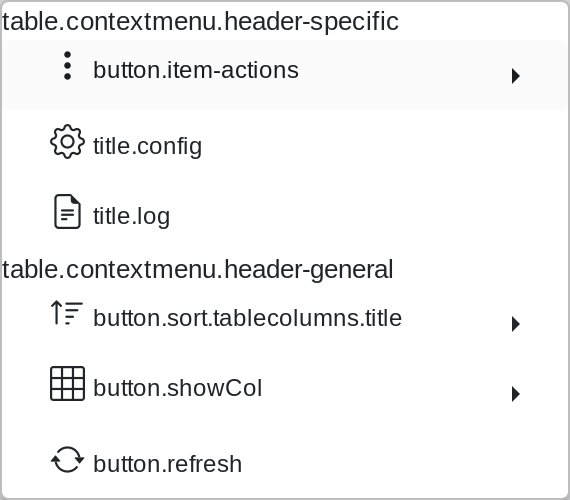 table.contextmenu.header-specific
button.item-actions
title.config
title.log
table.contextmenu.header-general
button.sort.tablecolumns.title
button.showCol
button.refresh